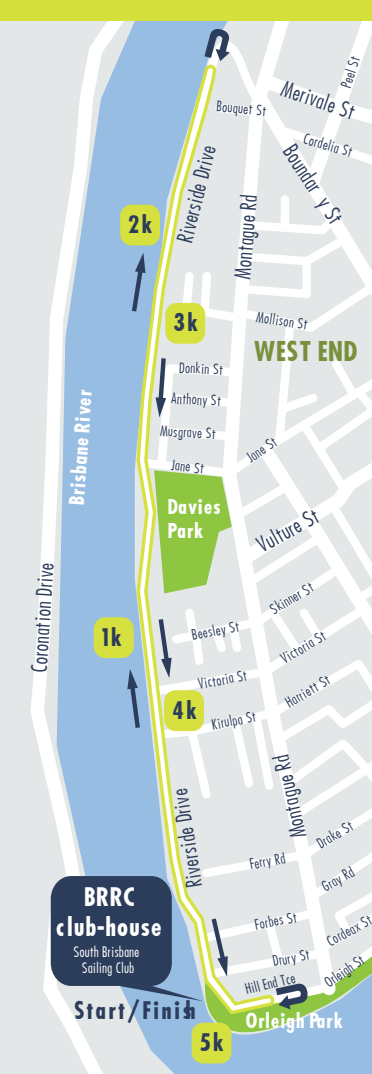 Peel St
Merivale St
Bouquet St
Cordelia St
Boundar y St
Riverside Drive
2k
Montague Rd
3k
Mollison St
WEST END
Donkin St
Anthony St
Brisbane River
Musgrave St
Jane St
Jane St
Davies
Park
Vulture St
Coronation Drive
Skinner St
1k
Beesley St
Victoria St
Victoria St
4k
Harriett St
Kirulpa St
Montague Rd
Riverside Drive
Drake St
Ferry Rd
Gray Rd
BRRC
club-house
South Brisbane
Sailing Club
Forbes St
Cordeax St
Drury St
Orleigh St
Hill End Tce
Start/Finish
Orleigh Park
5k